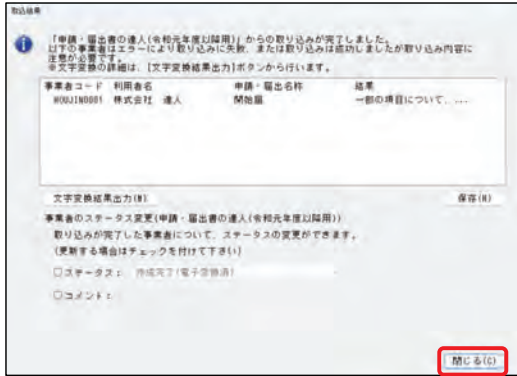 取込結果
「申請・届出書の達人(令和元年度以降用)」からの取り込みが完了しました。
以下の事業者はエラーにより取り込みに失敗、または取り込みは成功しましたが取り込み内容に
注意が必要です。
※文字変換の詳細は、[文字変換結果出力]ボタンから行います。
事業者コード 利用者名 申請・届出名称 結果
HOUJIN0001 株式会社 達人 開始届 一部の項目について、...
文字変換結果出力(W) 保存(H)
事業者のステータス変更(申請・届出書の達人(令和元年度以降用))
取り込みが完了した事業者について、ステータスの変更ができます。
(更新する場合はチェックを付けて下さい)
□ステータス: 作成完了(電子変換済)
□コメント:
閉じる(C)